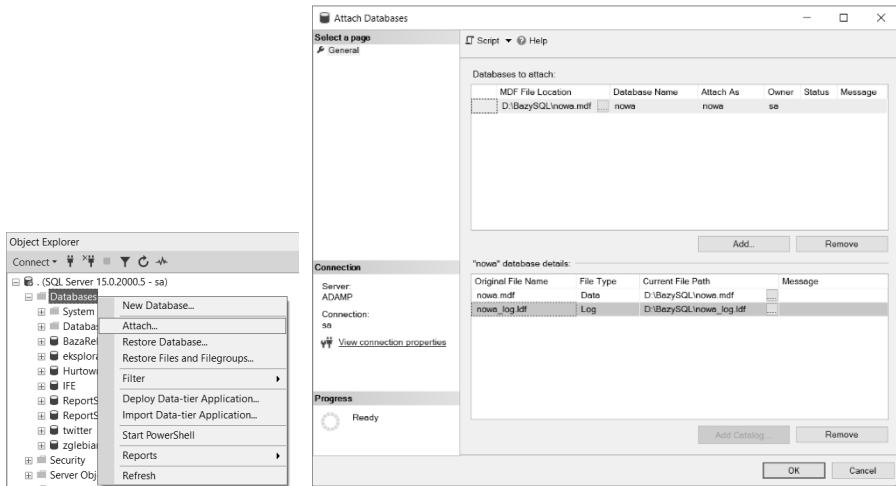 Object Explorer
Connect
. (SQL Server 15.0.2000.5 - sa)
Databases
System
Databas
BazaRel
eksplora
Hurtown
IFE
ReportS
ReportS
twitter
zglebian
Security
Server Obj
New Database...
Attach...
Restore Database...
Restore Files and Filegroups...
Filter
Deploy Data-tier Application...
Import Data-tier Application...
Start PowerShell
Reports
Refresh
Attach Databases
Select a page
General
Script Help
Databases to attach:
MDF File Location Database Name Attach As Owner Status Message
D:\BazySQL\nowa.mdf ... nowa nowa sa
Add... Remove
"nowa" database details:
Original File Name File Type Current File Path Message
nowa.mdf Data D:\BazySQL\nowa.mdf ...
nowa_log.ldf Log D:\BazySQL\nowa_log.ldf ...
Add Catalog... Remove
Connection
Server:
ADAMP
Connection:
sa
View connection properties
Progress
Ready
OK Cancel